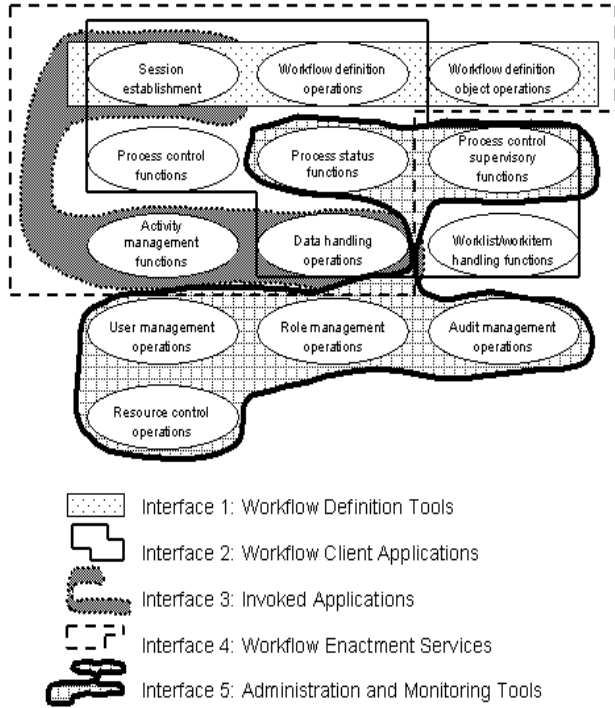 Session
establishment
Workflow definition
operations
Workflow definition
object operations
Process control
functions
Process status
functions
Process control
supervisory
functions
Activity
management
functions
Data handling
operations
Worklist/workitem
handling functions
User management
operations
Role management
operations
Audit management
operations
Resource control
operations
Interface 1: Workflow Definition Tools
Interface 2: Workflow Client Applications
Interface 3: Invoked Applications
Interface 4: Workflow Enactment Services
Interface 5: Administration and Monitoring Tools